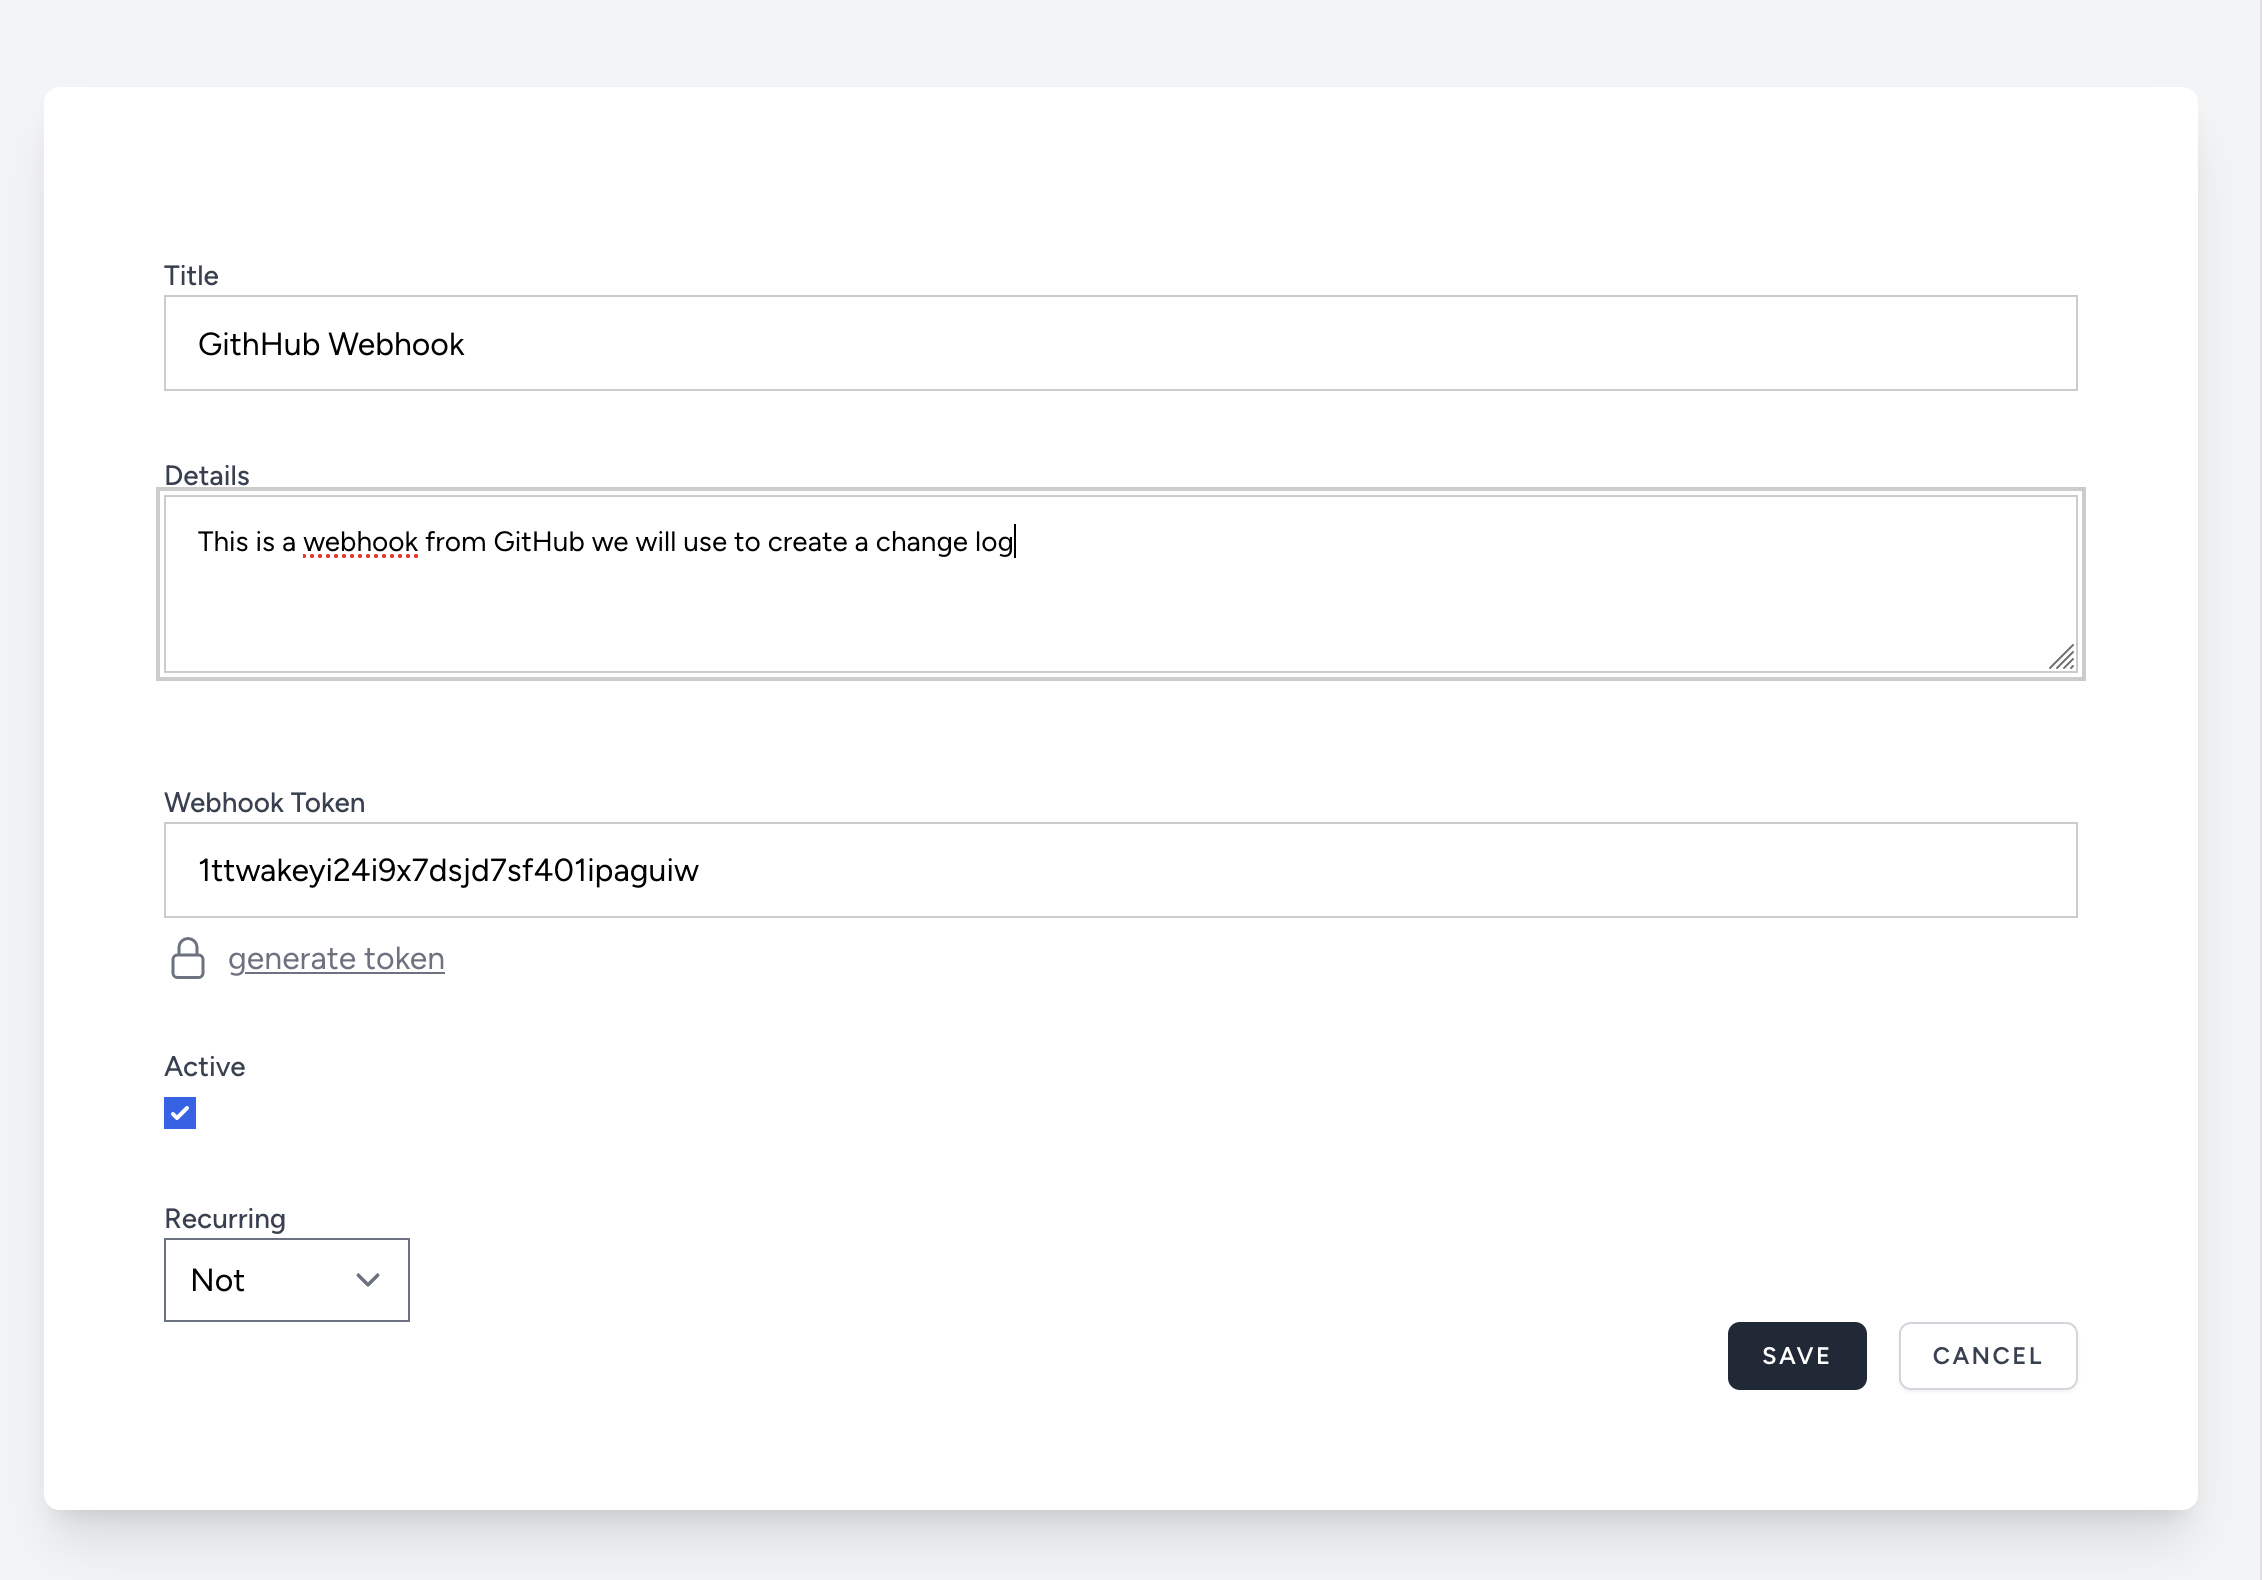 Title
GithHub Webhook
Details
This is a webhook from GitHub we will use to create a change log
Webhook Token
1ttwakeyi24i9x7dsjd7sf401ipaguiw
generate token
Active
Recurring
Not
SAVE CANCEL